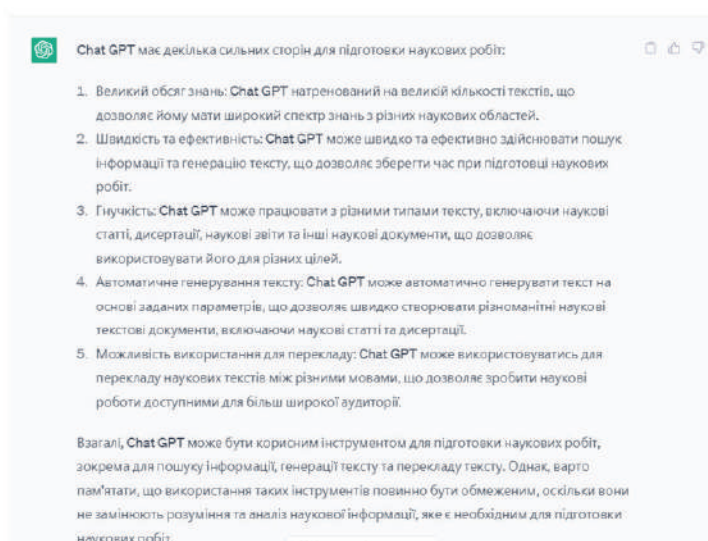 Chat GPT має декілька сильних сторін для підготовки наукових робіт:
1. Великий обсяг знань: Chat GPT натренований на великій кількості текстів, що
дозволяє йому мати широкий спектр знань з різних наукових областей.
2. Швидкість та ефективність: Chat GPT може швидко та ефективно здійснювати пошук
інформації та генерацію тексту, що дозволяє зберегти час при підготовці наукових
робіт.
3. Гнучкість: Chat GPT може працювати з різними типами тексту, включаючи наукові
статті, дисертації, наукові звіти та інші наукові документи, що дозволяє
використовувати його для різних цілей.
4. Автоматичне генерування тексту: Chat GPT може автоматично генерувати текст на
основі заданих параметрів, що дозволяє швидко створювати різноманітні наукові
текстові документи, включаючи наукові статті та дисертації.
5. Можливість використання для перекладу: Chat GPT може використовуватись для
перекладу наукових текстів між різними мовами, що дозволяє зробити наукові
роботи доступними для більш широкої аудиторії.
Взагалі, Chat GPT може бути корисним інструментом для підготовки наукових робіт,
зокрема для пошуку інформації, генерації тексту та перекладу тексту. Однак, варто
пам'ятати, що використання таких інструментів повинно бути обмеженим, оскільки вони
не замінюють розуміння та аналіз наукової інформації, яке є необхідним для підготовки
наукових робіт.